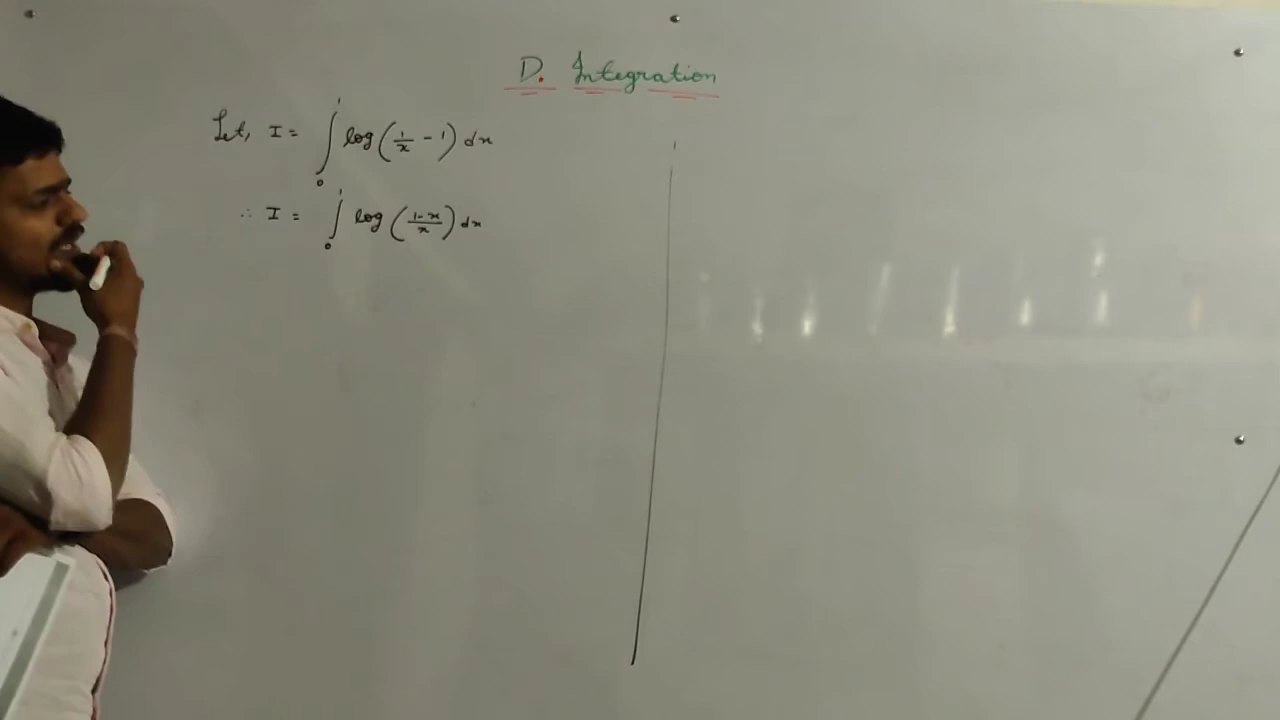 D. Integration
Let, I = ∫₀¹ log(1/x - 1) dx
∴ I = ∫₀¹ log((1-x)/x) dx